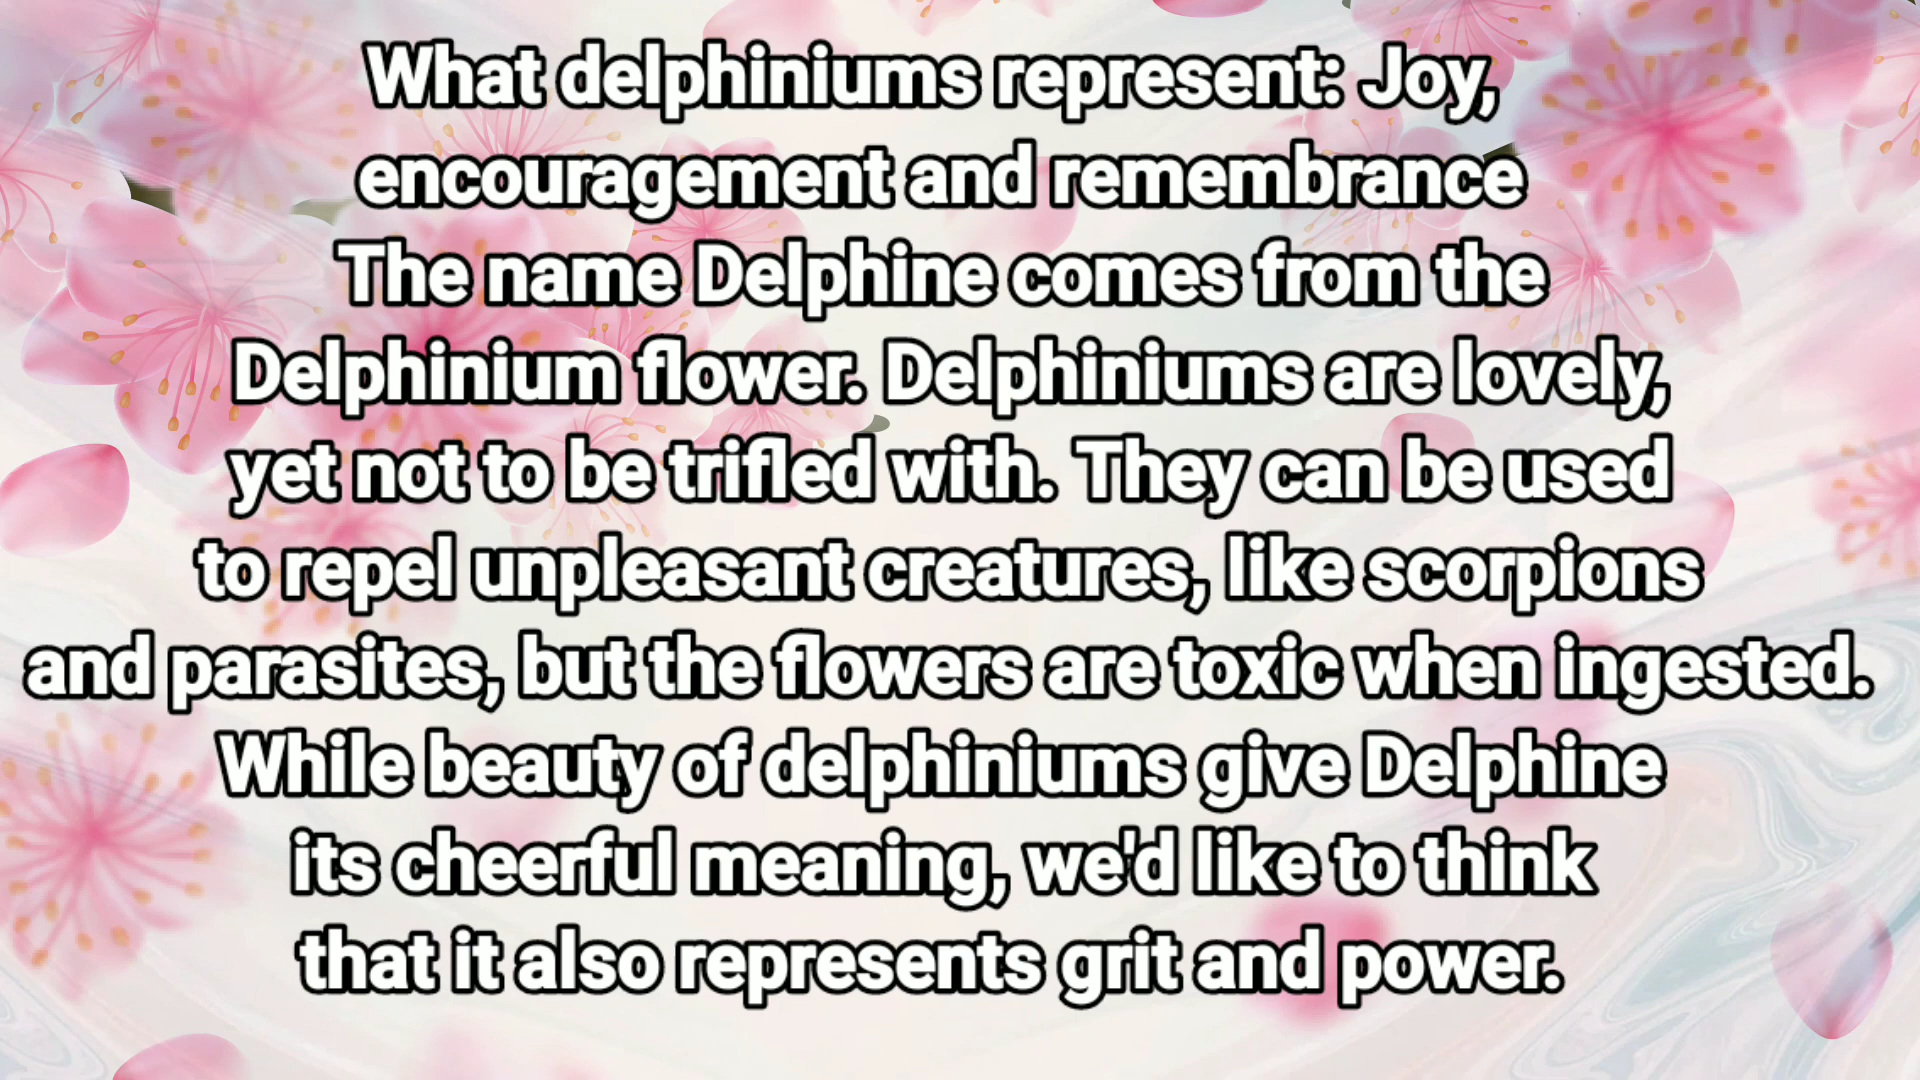 What delphiniums represent: Joy,
encouragement and remembrance
The name Delphine comes from the
Delphinium flower. Delphiniums are lovely,
yet not to be trifled with. They can be used
to repel unpleasant creatures, like scorpions
and parasites, but the flowers are toxic when ingested.
While beauty of delphiniums give Delphine
its cheerful meaning, we'd like to think
that it also represents grit and power.